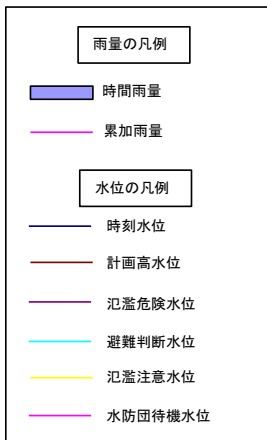 雨量の凡例
時間雨量
累加雨量
水位の凡例
時刻水位
計画高水位
氾濫危険水位
避難判断水位
氾濫注意水位
水防団待機水位